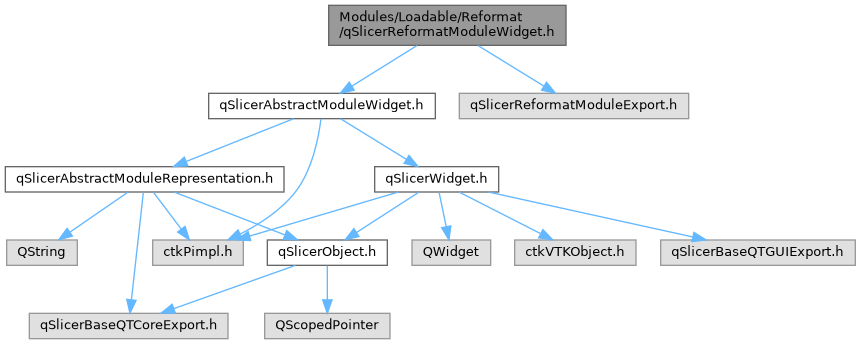 Modules/Loadable/Reformat
/qSlicerReformatModuleWidget.h
qSlicerAbstractModuleWidget.h
qSlicerReformatModuleExport.h
qSlicerAbstractModuleRepresentation.h
qSlicerWidget.h
QString
ctkPimpl.h
qSlicerObject.h
QWidget
ctkVTKObject.h
qSlicerBaseQTGUIExport.h
qSlicerBaseQTCoreExport.h
QScopedPointer